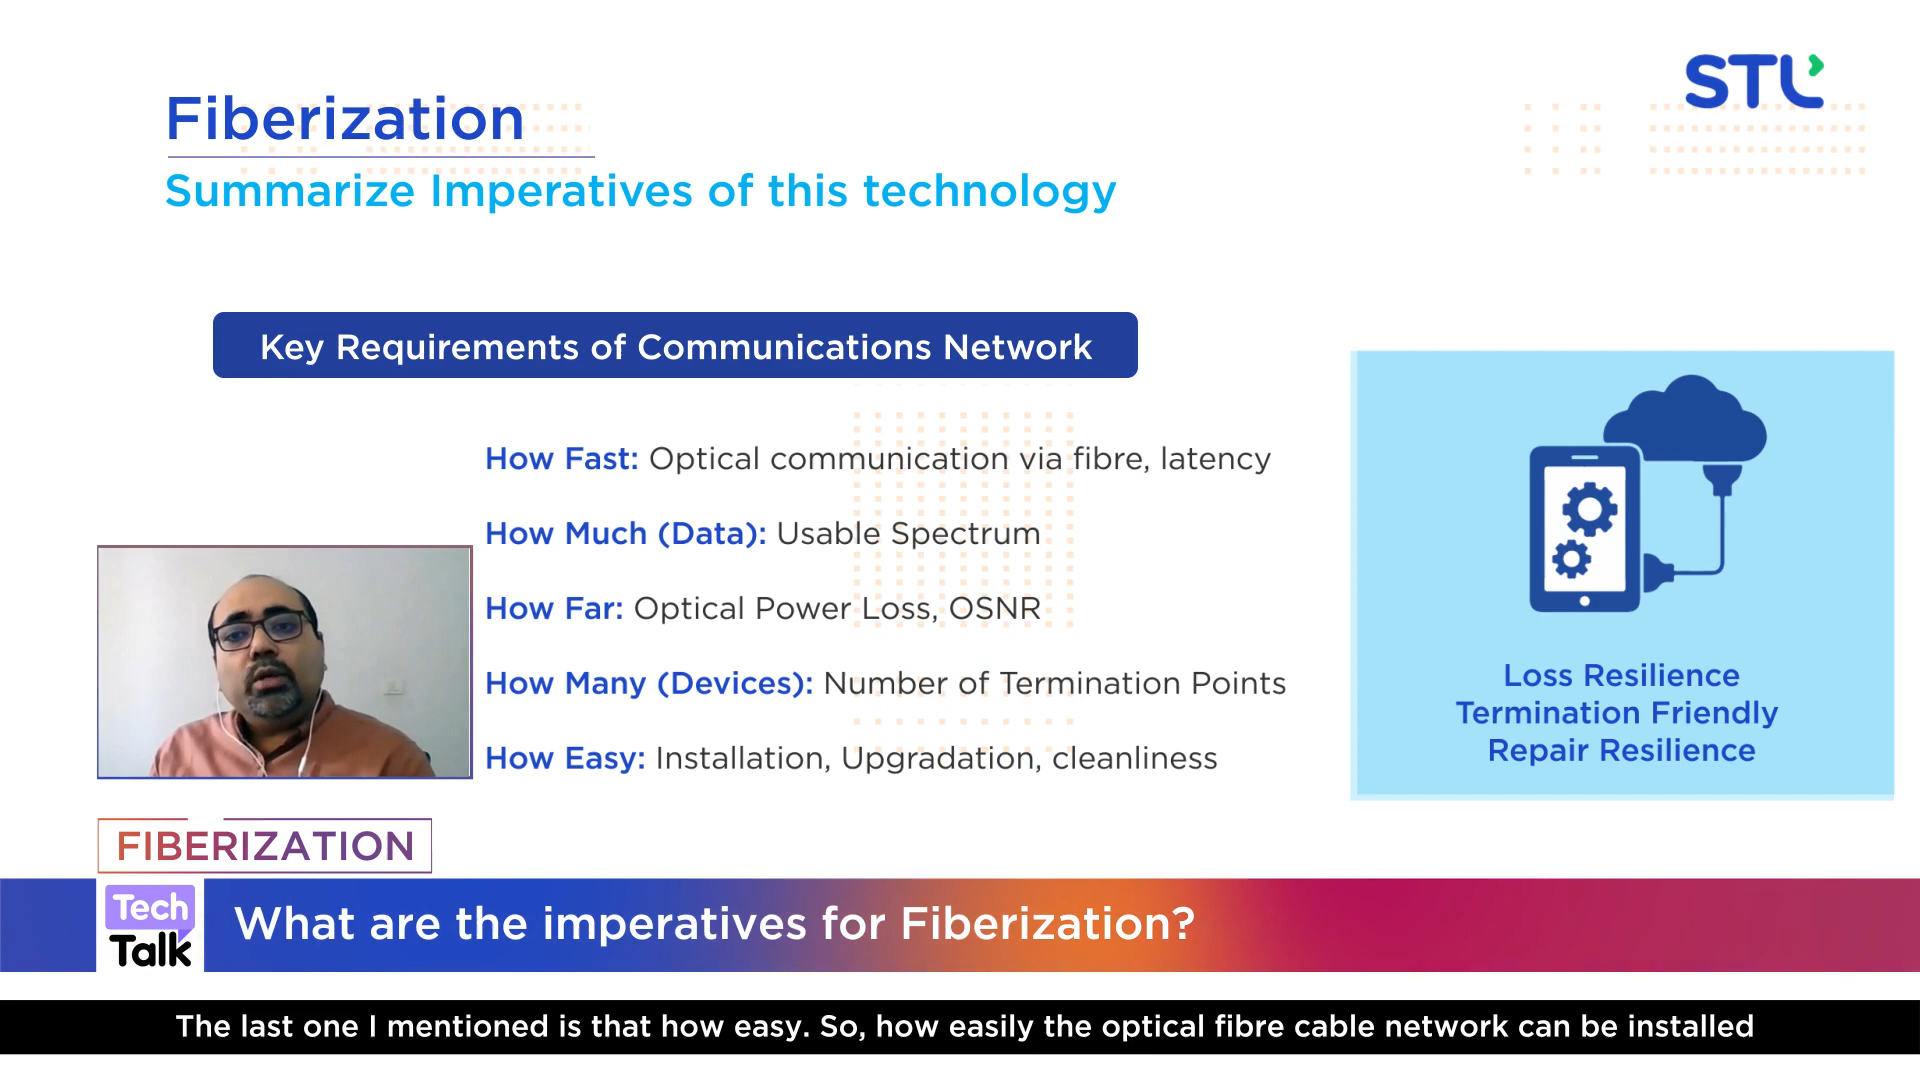 STL
Fiberization
Summarize Imperatives of this technology
Key Requirements of Communications Network
How Fast: Optical communication via fibre, latency
How Much (Data): Usable Spectrum
How Far: Optical Power Loss, OSNR
How Many (Devices): Number of Termination Points
How Easy: Installation, Upgradation, cleanliness
Loss Resilience
Termination Friendly
Repair Resilience
FIBERIZATION
Tech
Talk
What are the imperatives for Fiberization?
The last one I mentioned is that how easy. So, how easily the optical fibre cable network can be installed